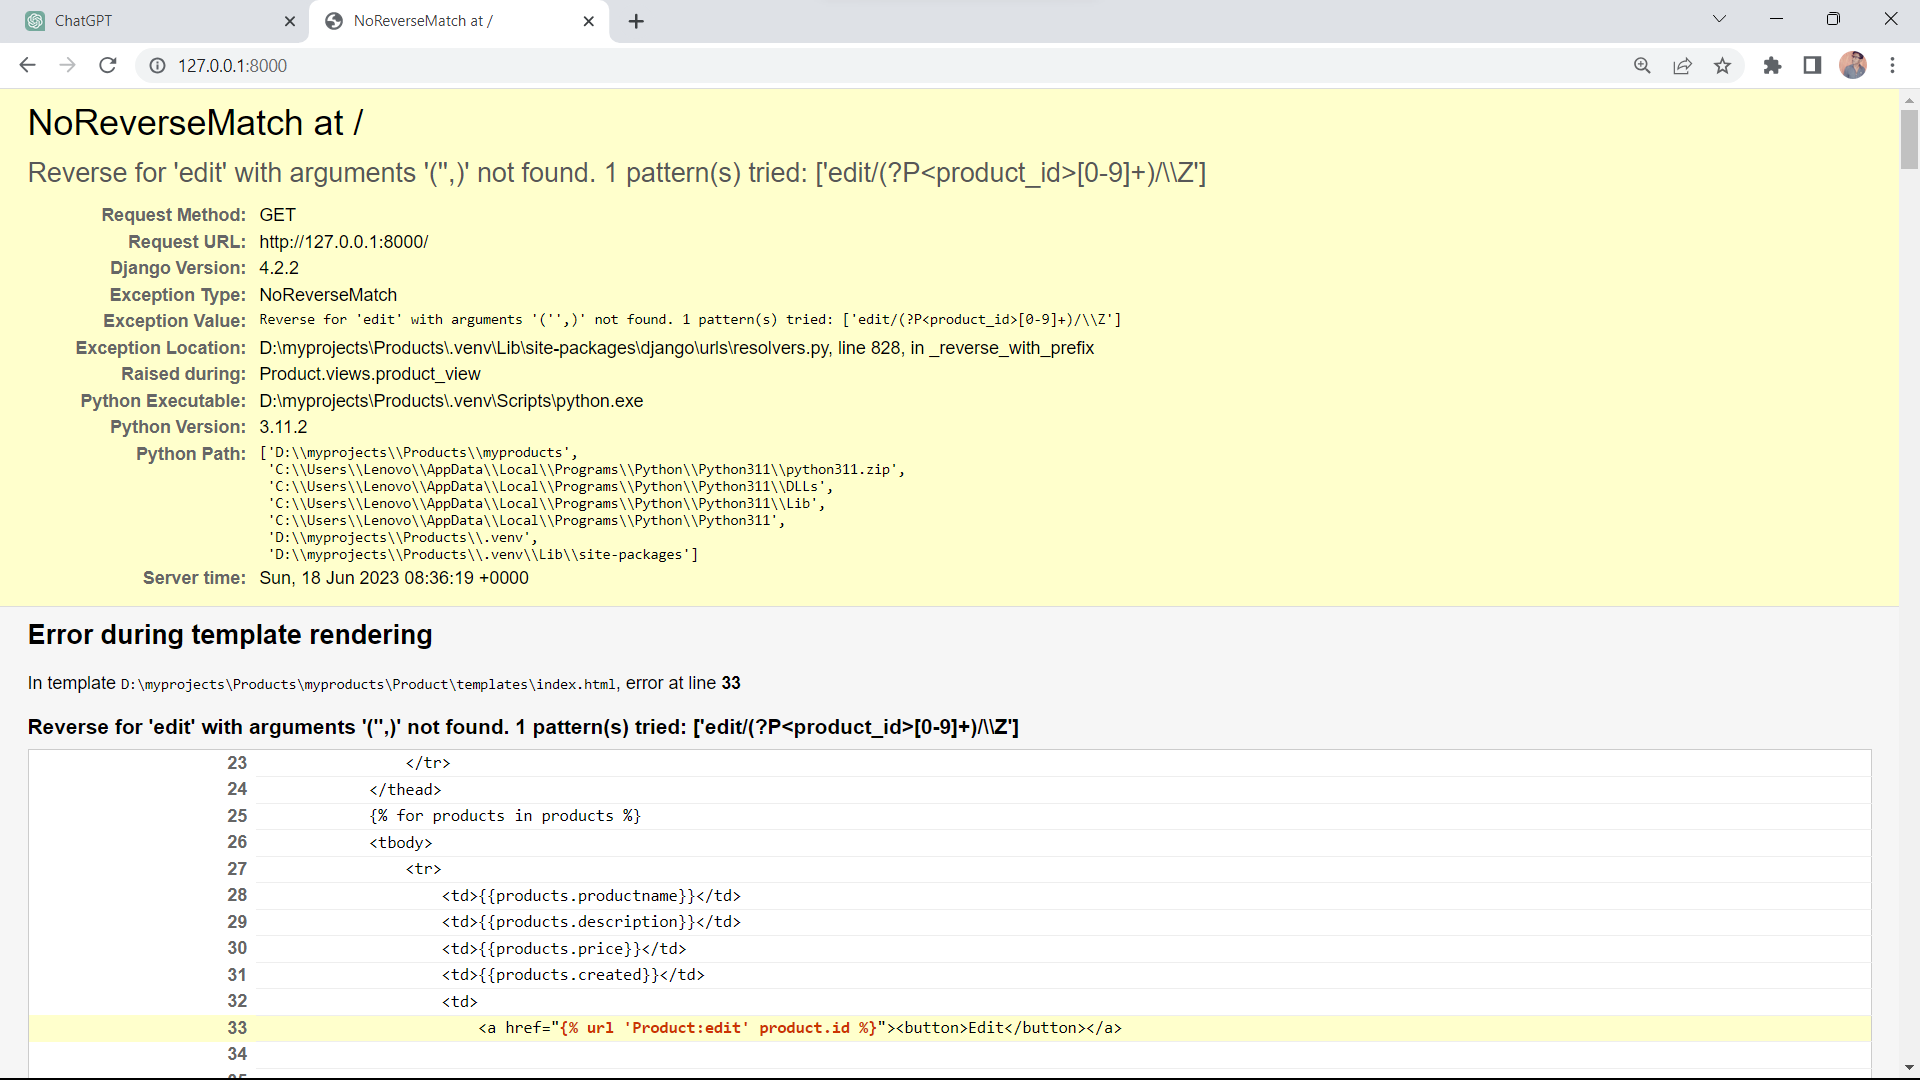 ChatGPT
NoReverseMatch at /
127.0.0.1:8000
NoReverseMatch at /
Reverse for 'edit' with arguments '('',)' not found. 1 pattern(s) tried: ['edit/(?P<product_id>[0-9]+)/\\Z']
Request Method: GET
Request URL: http://127.0.0.1:8000/
Django Version: 4.2.2
Exception Type: NoReverseMatch
Exception Value: Reverse for 'edit' with arguments '('',)' not found. 1 pattern(s) tried: ['edit/(?P<product_id>[0-9]+)/\\Z']
Exception Location: D:\myprojects\Products\.venv\Lib\site-packages\django\urls\resolvers.py, line 828, in _reverse_with_prefix
Raised during: Product.views.product_view
Python Executable: D:\myprojects\Products\.venv\Scripts\python.exe
Python Version: 3.11.2
Python Path: ['D:\\myprojects\\Products\\myproducts',
'C:\\Users\\Lenovo\\AppData\\Local\\Programs\\Python\\Python311\\python311.zip',
'C:\\Users\\Lenovo\\AppData\\Local\\Programs\\Python\\Python311\\DLLs',
'C:\\Users\\Lenovo\\AppData\\Local\\Programs\\Python\\Python311\\Lib',
'C:\\Users\\Lenovo\\AppData\\Local\\Programs\\Python\\Python311',
'D:\\myprojects\\Products\\.venv',
'D:\\myprojects\\Products\\.venv\\Lib\\site-packages']
Server time: Sun, 18 Jun 2023 08:36:19 +0000
Error during template rendering
In template D:\myprojects\Products\myproducts\Product\templates\index.html, error at line 33
Reverse for 'edit' with arguments '('',)' not found. 1 pattern(s) tried: ['edit/(?P<product_id>[0-9]+)/\\Z']
23 </tr>
24 </thead>
25 {% for products in products %}
26 <tbody>
27 <tr>
28 <td>{{products.productname}}</td>
29 <td>{{products.description}}</td>
30 <td>{{products.price}}</td>
31 <td>{{products.created}}</td>
32 <td>
33 <a href="{% url 'Product:edit' product.id %}"><button>Edit</button></a>
34